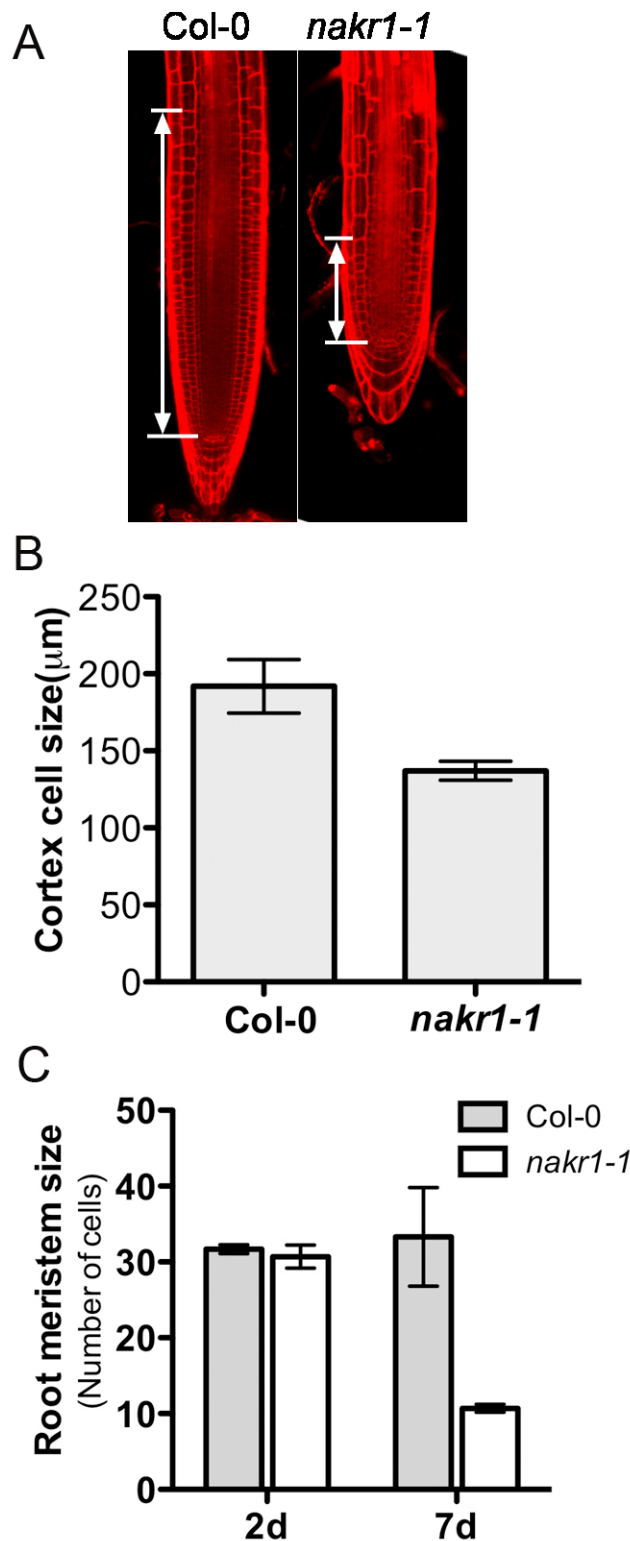 A
Col-0 nakr1-1
B
Cortex cell size(μm)
250
200
150
100
50
0
Col-0 nakr1-1
C
Root meristem size
(Number of cells)
50
40
30
20
10
0
Col-0
nakr1-1
2d 7d